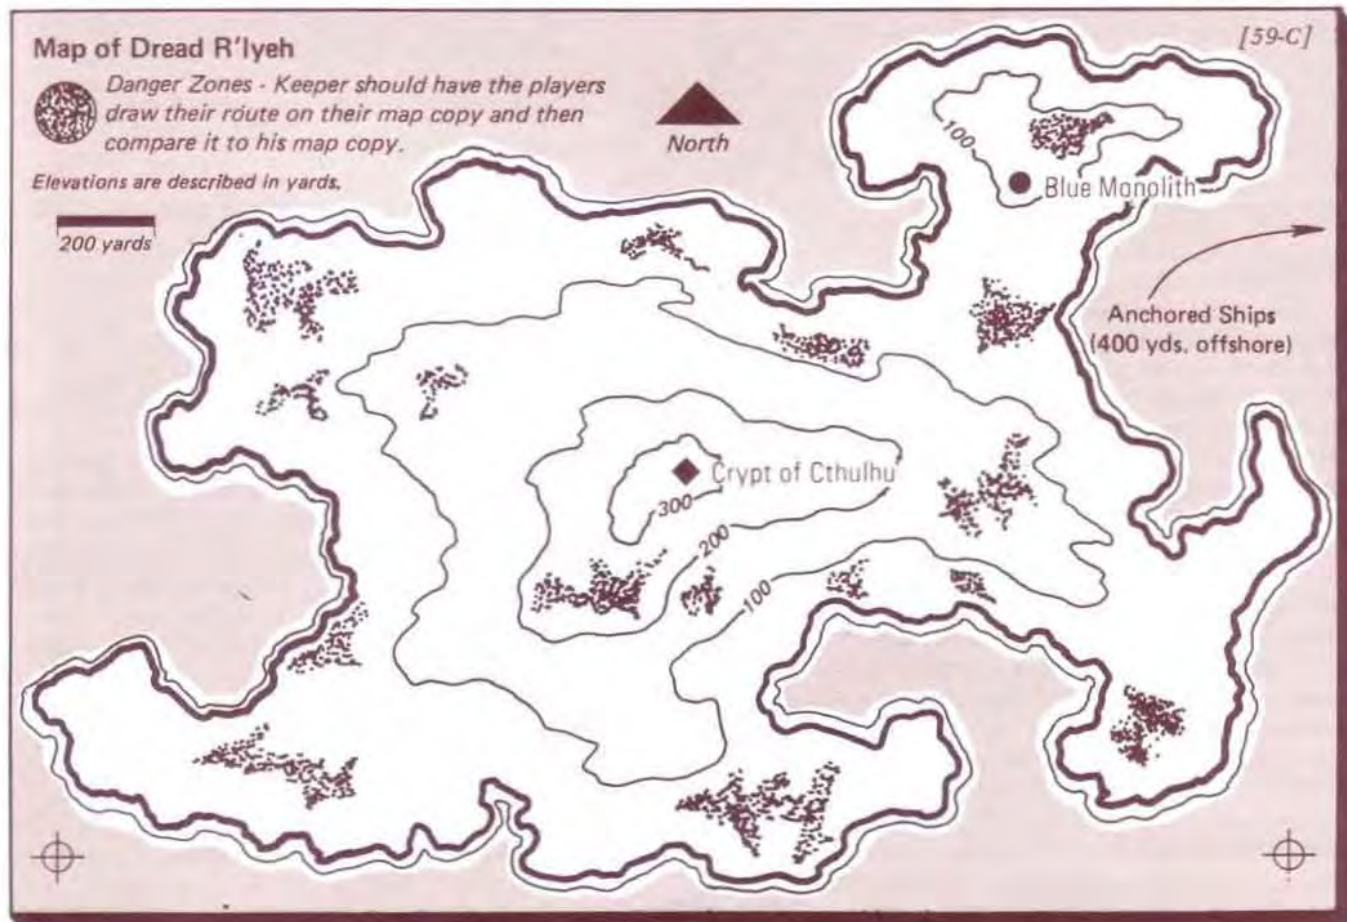 Map of Dread R'lyeh
[59-C]
Danger Zones - Keeper should have the players
draw their route on their map copy and then
compare it to his map copy.
North
Elevations are described in yards.
200 yards
100
Blue Monolith
Anchored Ships
(400 yds. offshore)
Crypt of Cthulhu
300
200
100